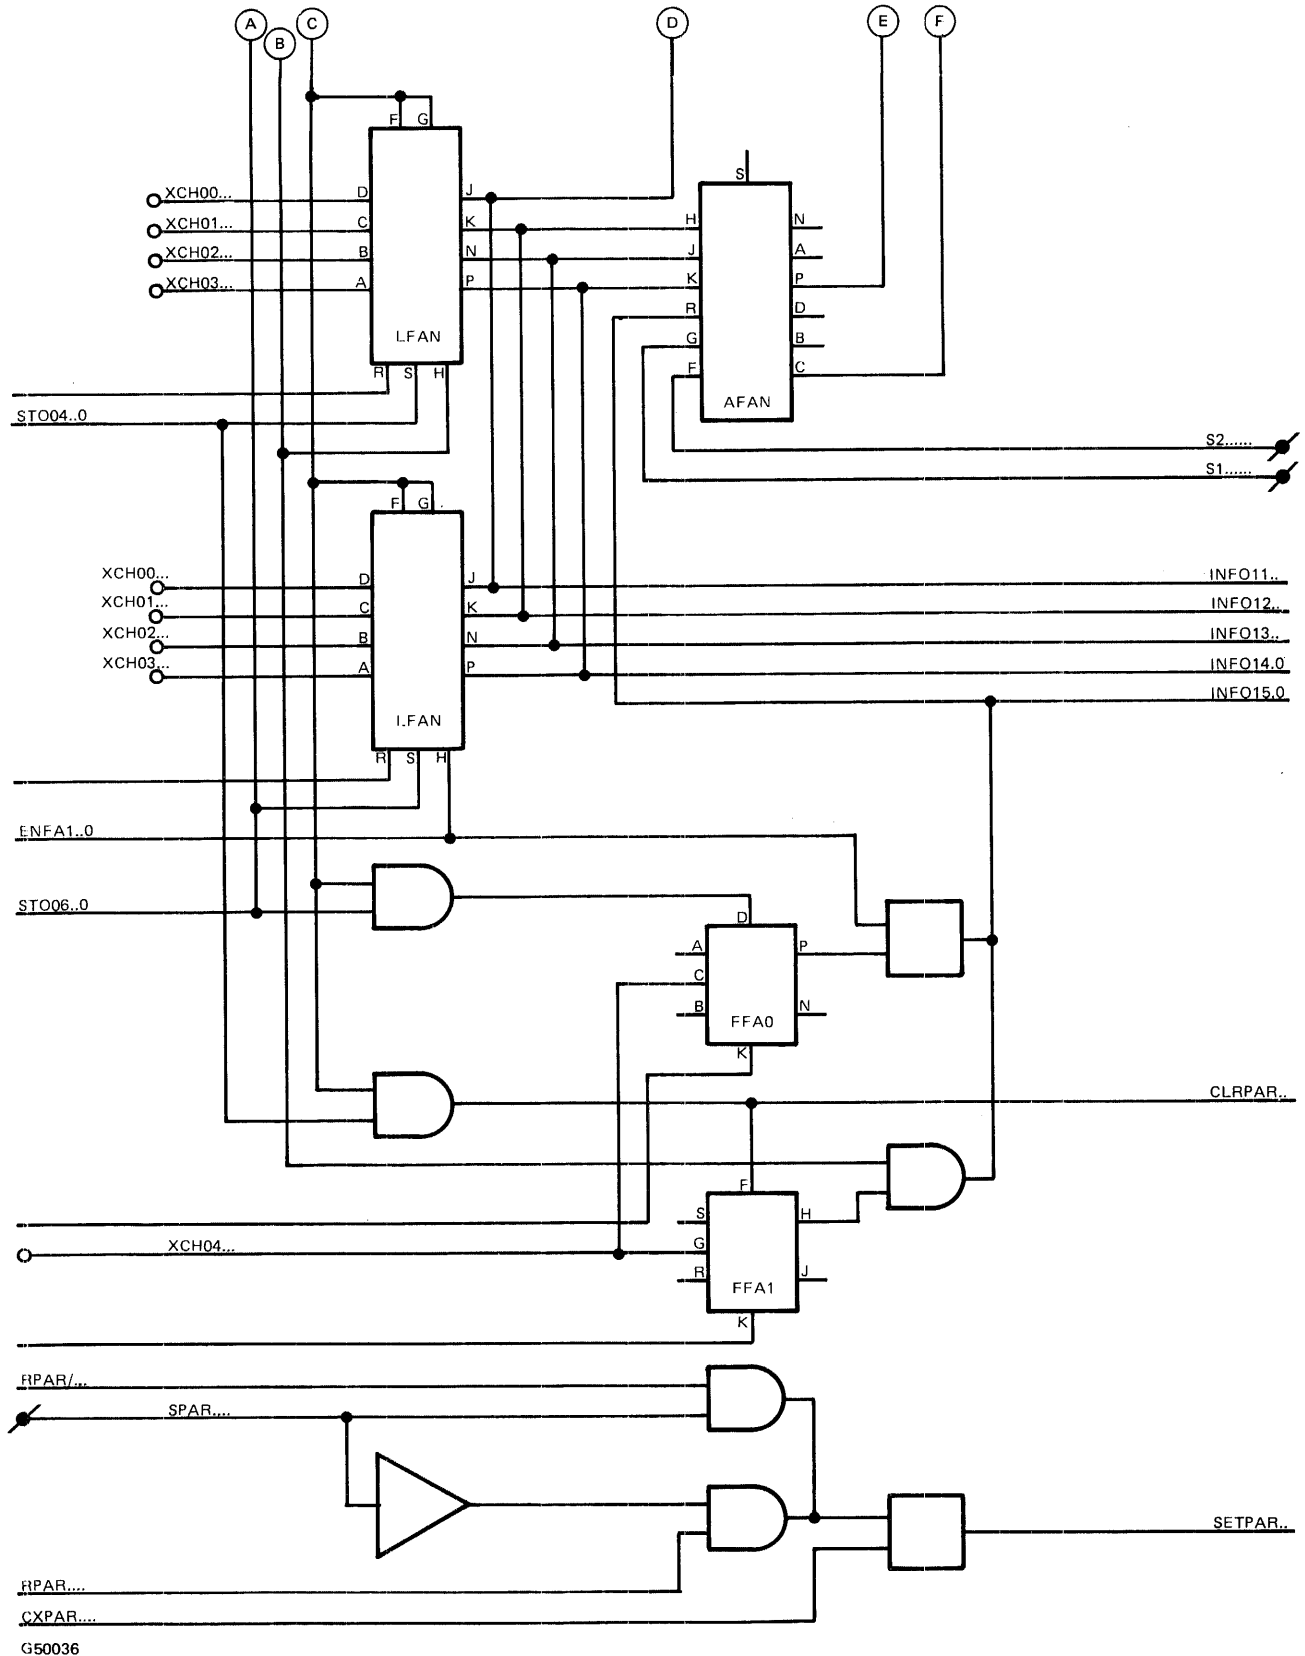 A B C D E F
F G
S
XCH00... D J
XCH01... C K H N
XCH02... B N J A
XCH03... A P K P
R D
LFAN G B
R S H F C
AFAN
STO04..0
S2......
S1......
F G
XCH00... D J INFO11..
XCH01... C K INFO12..
XCH02... B N INFO13..
XCH03... A P INFO14.0
INFO15.0
LFAN
R S H
ENFA1..0
STO06..0
D
A P
C
B N
FFA0
K
CLRPAR..
F
S H
XCH04... G
R J
FFA1
K
RPAR/...
SPAR....
SETPAR..
RPAR....
CXPAR....
G50036